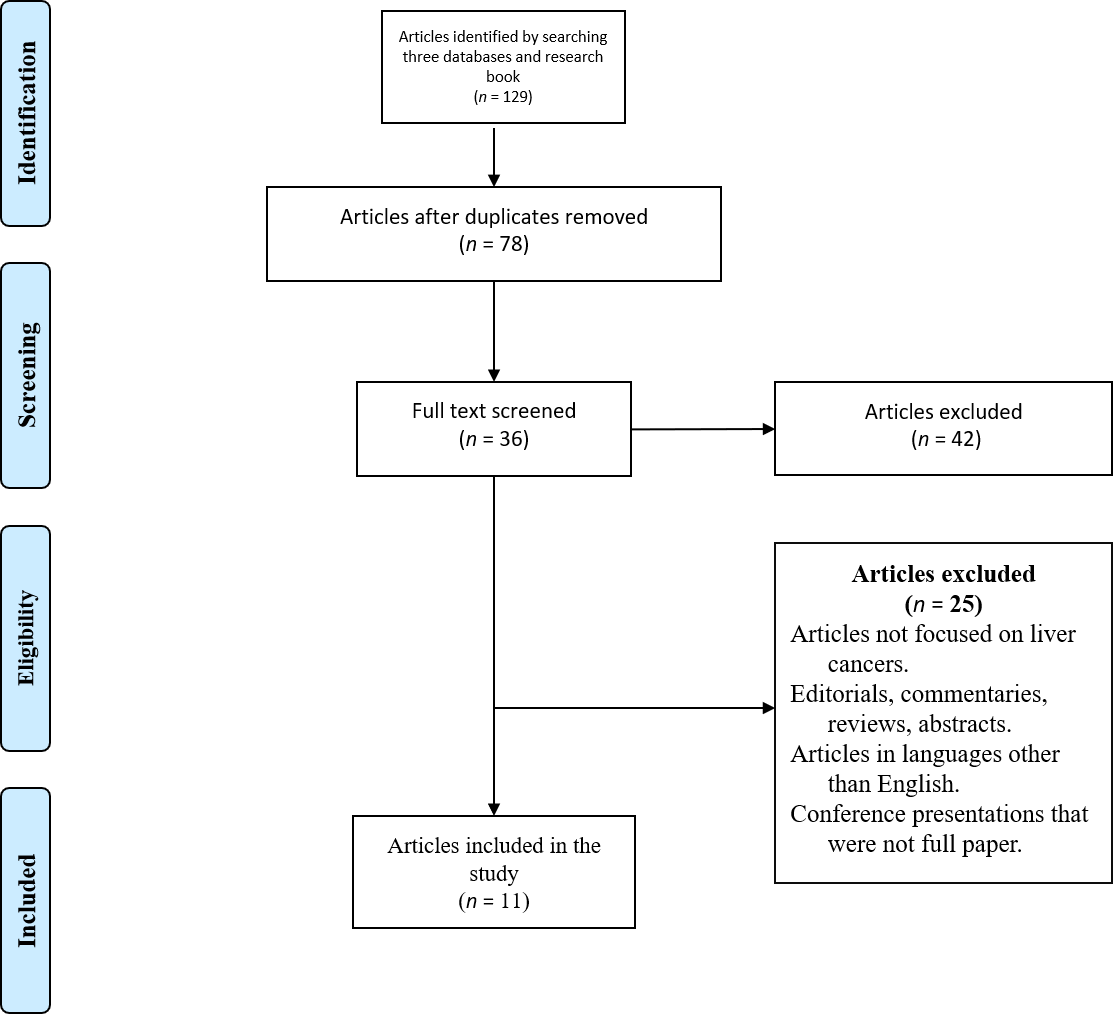 Identification
Articles identified by searching
three databases and research
book
(n = 129)
Articles after duplicates removed
(n = 78)
Screening
Full text screened
(n = 36)
Articles excluded
(n = 42)
Eligibility
Articles excluded
(n = 25)
Articles not focused on liver
cancers.
Editorials, commentaries,
reviews, abstracts.
Articles in languages other
than English.
Conference presentations that
were not full paper.
Included
Articles included in the
study
(n = 11)